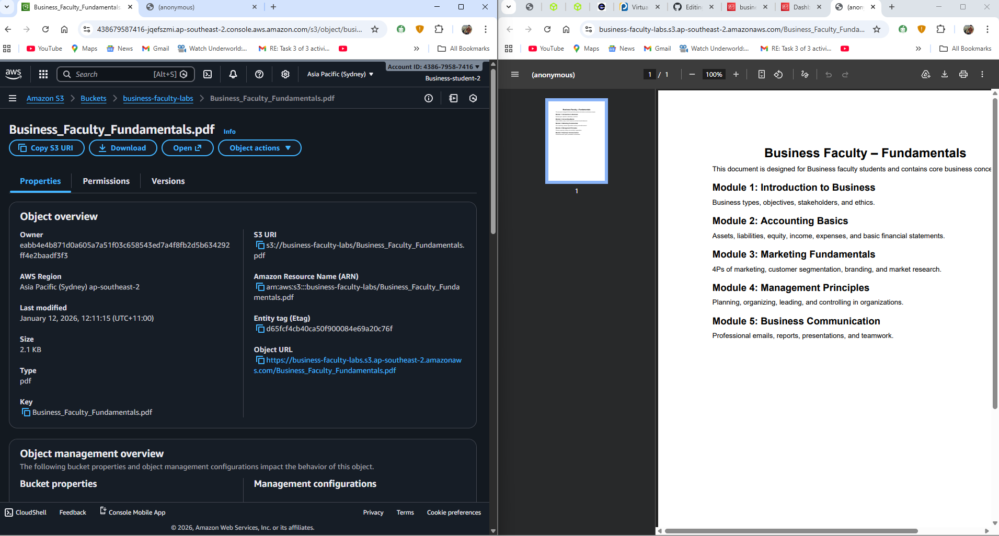 Business_Faculty_Fundamentals
(anonymous)
438679587416-jqefszmi.ap-southeast-2.console.aws.amazon.com/s3/object/busi...
YouTube
Maps
News
Gmail
Watch Underworld:...
RE: Task 3 of 3 activi...
All Bookmarks
aws
Search
[Alt+S]
Asia Pacific (Sydney)
Account ID: 4386-7958-7416
Business-student-2
Amazon S3
Buckets
business-faculty-labs
Business_Faculty_Fundamentals.pdf
Business_Faculty_Fundamentals.pdf
Info
Copy S3 URI
Download
Open
Object actions
Properties
Permissions
Versions
Object overview
Owner
eabb4e4b871d0a605a7a51f03c658543ed7a4f8fb2d5b634292
ff4e2baadf3f3
AWS Region
Asia Pacific (Sydney) ap-southeast-2
Last modified
January 12, 2026, 12:11:15 (UTC+11:00)
Size
2.1 KB
Type
pdf
Key
Business_Faculty_Fundamentals.pdf
S3 URI
s3://business-faculty-labs/Business_Faculty_Fundamentals.
pdf
Amazon Resource Name (ARN)
arn:aws:s3:::business-faculty-labs/Business_Faculty_Funda
mentals.pdf
Entity tag (Etag)
d65fcf4cb40ca50f900084e69a20c76f
Object URL
https://business-faculty-labs.s3.ap-southeast-2.amazonaw
s.com/Business_Faculty_Fundamentals.pdf
Object management overview
The following bucket properties and object management configurations impact the behavior of this object.
Bucket properties
Management configurations
CloudShell
Feedback
Console Mobile App
Privacy
Terms
Cookie preferences
© 2026, Amazon Web Services, Inc. or its affiliates.
Virtua
Editin
busin
Dashb
(anon
business-faculty-labs.s3.ap-southeast-2.amazonaws.com/Business_Faculty_Funda...
YouTube
Maps
News
Gmail
Watch Underworld:...
RE: Task 3 of 3 activi...
All Bookmarks
(anonymous)
1 / 1
100%
Business Faculty – Fundamentals
1
Business Faculty – Fundamentals
This document is designed for Business faculty students and contains core business conce
Module 1: Introduction to Business
Business types, objectives, stakeholders, and ethics.
Module 2: Accounting Basics
Assets, liabilities, equity, income, expenses, and basic financial statements.
Module 3: Marketing Fundamentals
4Ps of marketing, customer segmentation, branding, and market research.
Module 4: Management Principles
Planning, organizing, leading, and controlling in organizations.
Module 5: Business Communication
Professional emails, reports, presentations, and teamwork.